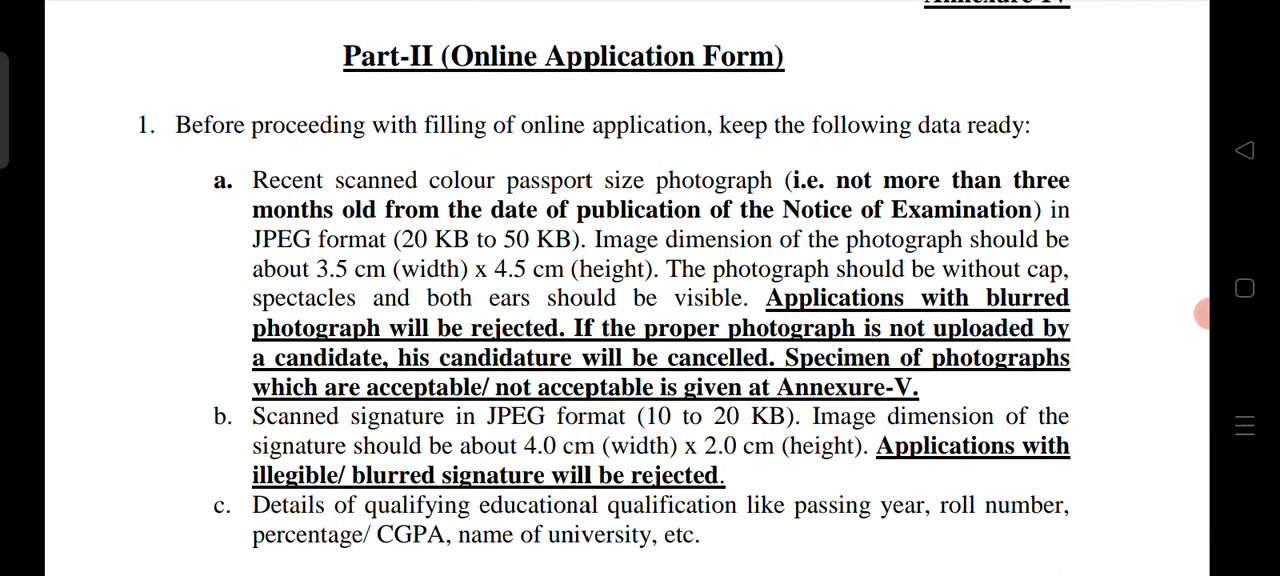 Part-II (Online Application Form)
1. Before proceeding with filling of online application, keep the following data ready:
a. Recent scanned colour passport size photograph (i.e. not more than three
months old from the date of publication of the Notice of Examination) in
JPEG format (20 KB to 50 KB). Image dimension of the photograph should be
about 3.5 cm (width) x 4.5 cm (height). The photograph should be without cap,
spectacles and both ears should be visible. Applications with blurred
photograph will be rejected. If the proper photograph is not uploaded by
a candidate, his candidature will be cancelled. Specimen of photographs
which are acceptable/ not acceptable is given at Annexure-V.
b. Scanned signature in JPEG format (10 to 20 KB). Image dimension of the
signature should be about 4.0 cm (width) x 2.0 cm (height). Applications with
illegible/ blurred signature will be rejected.
c. Details of qualifying educational qualification like passing year, roll number,
percentage/ CGPA, name of university, etc.